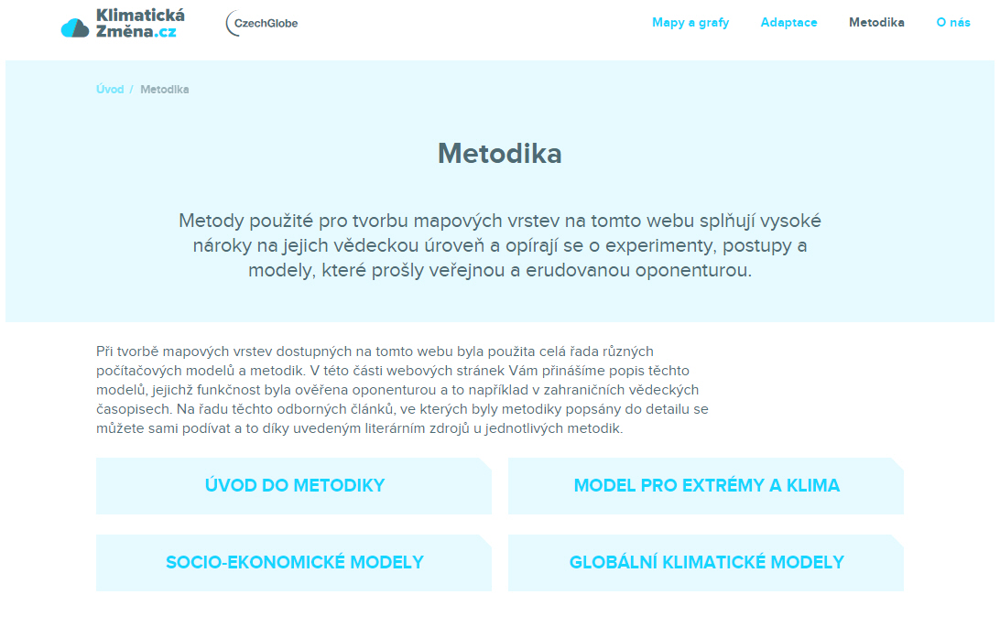 Klimatická
Změna.cz
CzechGlobe
Mapy a grafy
Adaptace
Metodika
O nás
Úvod / Metodika
Metodika
Metody použité pro tvorbu mapových vrstev na tomto webu splňují vysoké
nároky na jejich vědeckou úroveň a opírají se o experimenty, postupy a
modely, které prošly veřejnou a erudovanou oponenturou.
Při tvorbě mapových vrstev dostupných na tomto webu byla použita celá řada různých
počítačových modelů a metodik. V této části webových stránek Vám přinášíme popis těchto
modelů, jejichž funkčnost byla ověřena oponenturou a to například v zahraničních vědeckých
časopisech. Na řadu těchto odborných článků, ve kterých byly metodiky popsány do detailu se
můžete sami podívat a to díky uvedeným literárním zdrojů u jednotlivých metodik.
ÚVOD DO METODIKY
MODEL PRO EXTRÉMY A KLIMA
SOCIO-EKONOMICKÉ MODELY
GLOBÁLNÍ KLIMATICKÉ MODELY